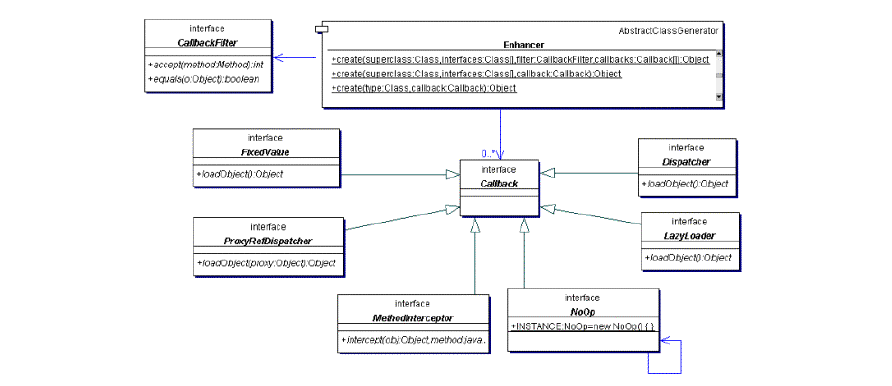 interface
CallbackFilter
+accept(method:Method):int
+equals(o:Object):boolean
AbstractClassGenerator
Enhancer
+create(superclass:Class,interfaces:Class[],filter:CallbackFilter,callbacks:Callback[]):Object
+create(superclass:Class,interfaces:Class[],callback:Callback):Object
+create(type:Class,callback:Callback):Object
0..*
interface
FixedValue
+loadObject():Object
interface
Callback
interface
Dispatcher
+loadObject():Object
interface
ProxyRefDispatcher
+loadObject(proxy:Object):Object
interface
LazyLoader
+loadObject():Object
interface
MethodInterceptor
+intercept(obj:Object,method:java.
interface
NoOp
+INSTANCE:NoOp=new NoOp() { }